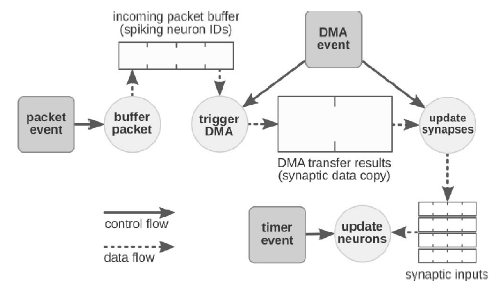 incoming packet buffer
(spiking neuron IDs)
DMA
event
packet
event
buffer
packet
trigger
DMA
update
synapses
DMA transfer results
(synaptic data copy)
control flow
data flow
timer
event
update
neurons
synaptic inputs